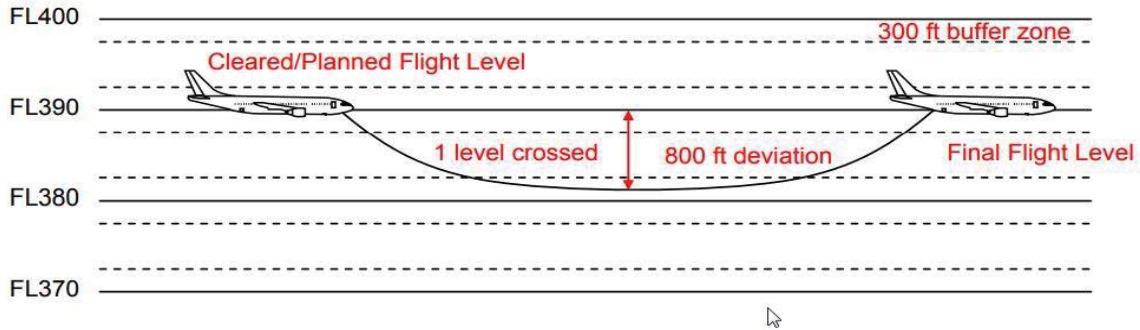 FL400
300 ft buffer zone
Cleared/Planned Flight Level
FL390
1 level crossed
800 ft deviation
Final Flight Level
FL380
FL370